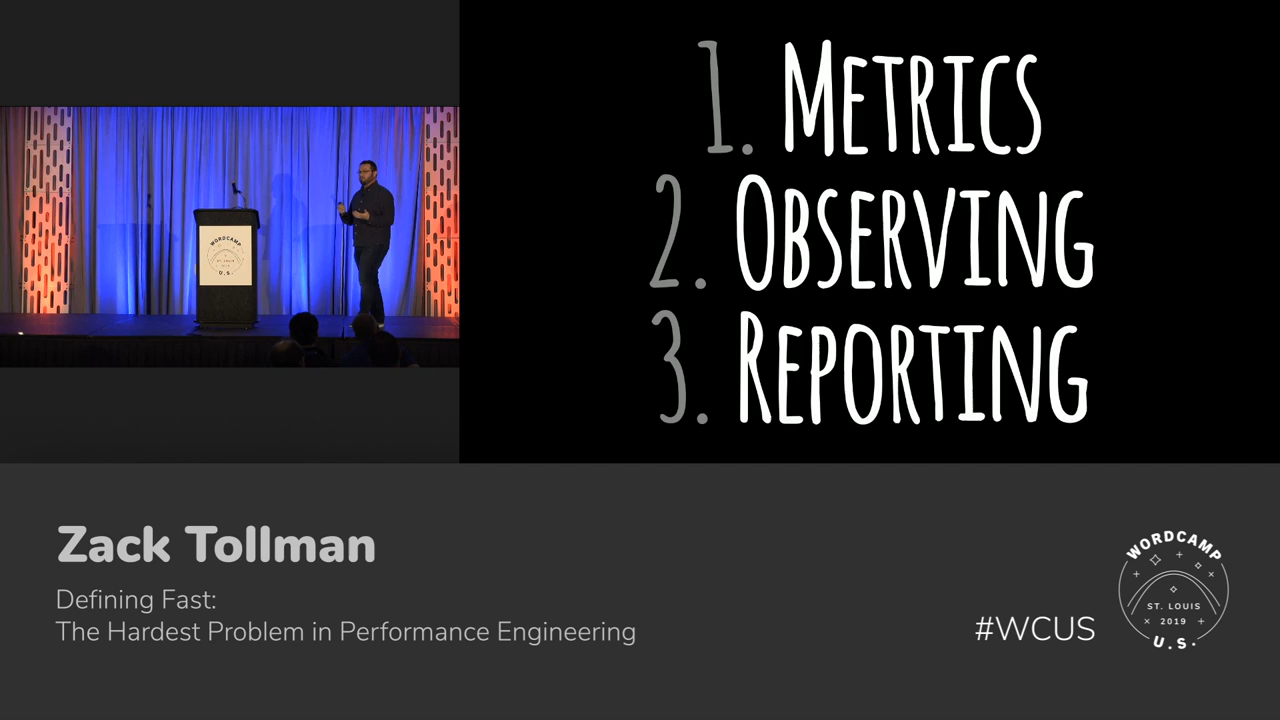 1. METRICS
2. OBSERVING
3. REPORTING
WORDCAMP
U.S.
Zack Tollman
Defining Fast:
The Hardest Problem in Performance Engineering
#WCUS
WORDCAMP
ST. LOUIS
2019
U.S.